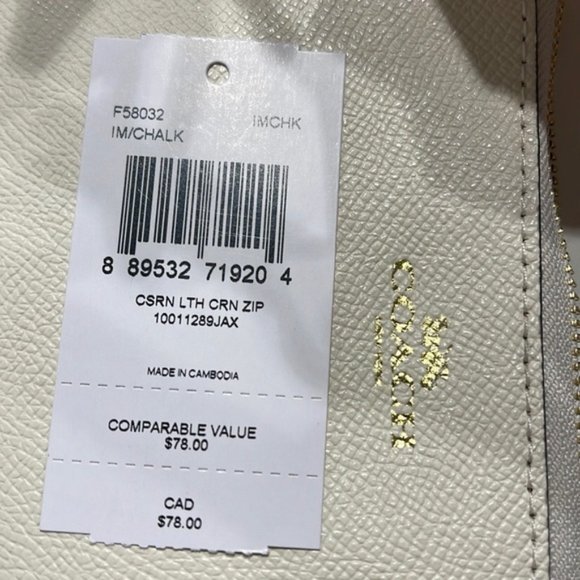 F58032 IMCHK
IM/CHALK
8 89532 71920 4
CSRN LTH CRN ZIP
10011289JAX
MADE IN CAMBODIA
COMPARABLE VALUE
$78.00
CAD
$78.00
COACH